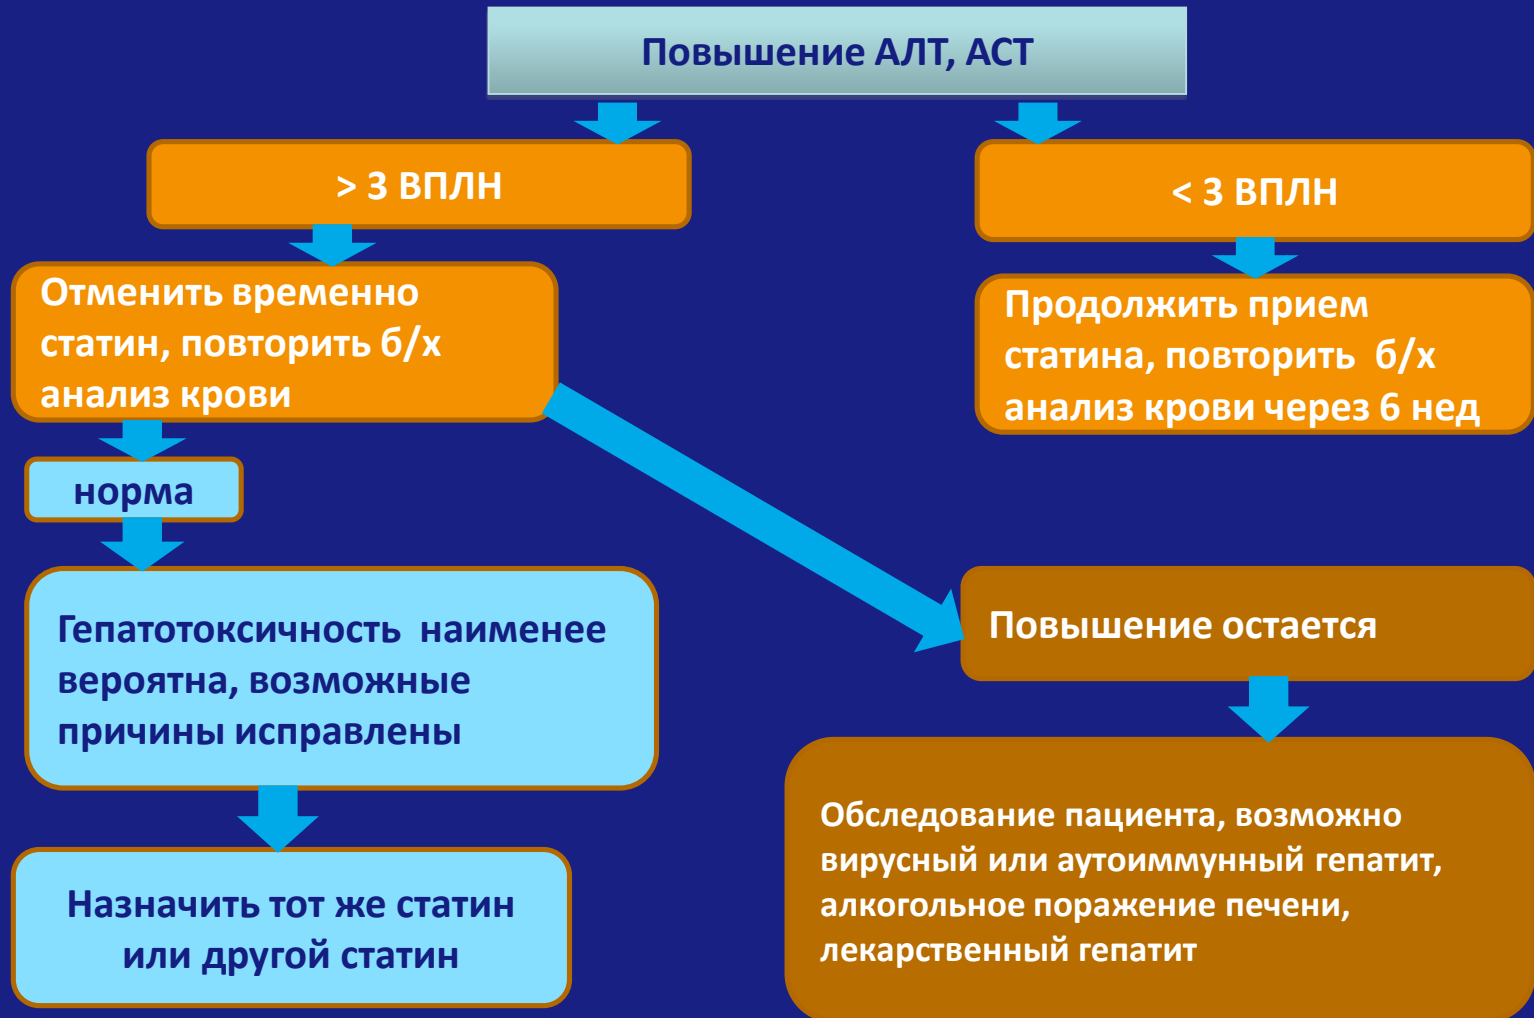 Повышение АЛТ, АСТ
> 3 ВПЛН
< 3 ВПЛН
Отменить временно
статин, повторить б/х
анализ крови
Продолжить прием
статина, повторить б/х
анализ крови через 6 нед
норма
Гепатотоксичность наименее
вероятна, возможные
причины исправлены
Повышение остается
Назначить тот же статин
или другой статин
Обследование пациента, возможно
вирусный или аутоиммунный гепатит,
алкогольное поражение печени,
лекарственный гепатит